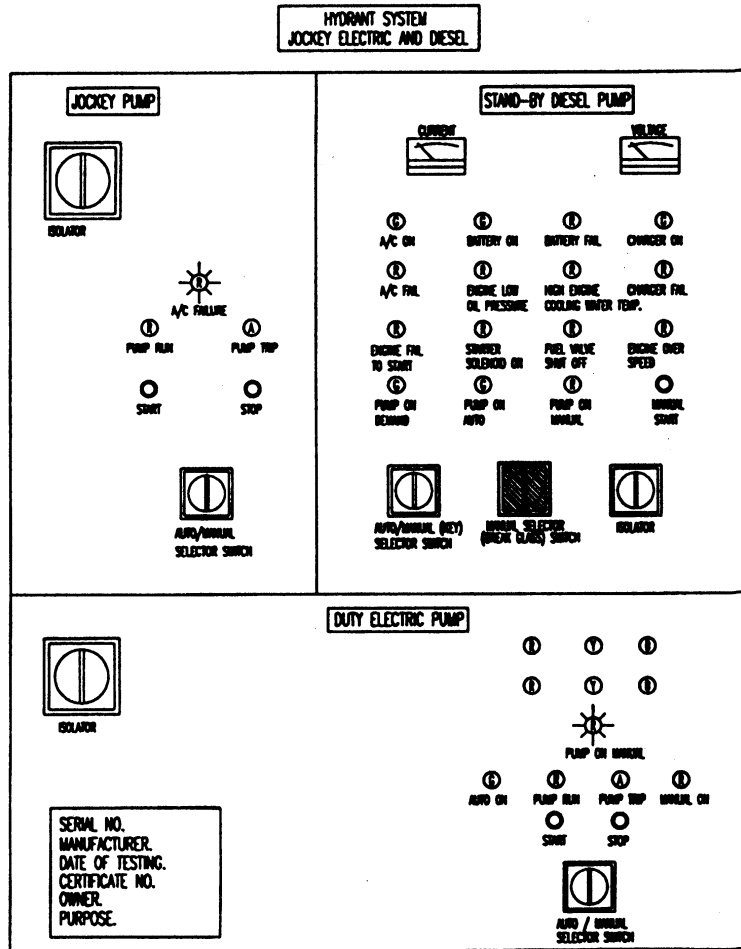 HYDRANT SYSTEM
JOCKEY ELECTRIC AND DIESEL
JOCKEY PUMP
ISOLATOR
R
A/C FAILURE
R
A
PUMP RUN
PUMP TRIP
START
STOP
AUTO/MANUAL
SELECTOR SWITCH
STAND-BY DIESEL PUMP
CURRENT
VOLTAGE
G
G
R
G
A/C ON
BATTERY ON
BATTERY FAIL
CHARGER ON
R
R
R
R
A/C FAIL
ENGINE LOW
OIL PRESSURE
HIGH ENGINE
COOLING WATER TEMP.
CHARGER FAIL
R
R
R
R
ENGINE FAIL
TO START
STARTER
SOLENOID ON
FUEL VALVE
SHUT OFF
ENGINE OVER
SPEED
G
G
R
PUMP ON
DEMAND
PUMP ON
AUTO
PUMP ON
MANUAL
MANUAL
START
AUTO/MANUAL (KEY)
SELECTOR SWITCH
MANUAL SELECTOR
(BREAK GLASS) SWITCH
ISOLATOR
DUTY ELECTRIC PUMP
ISOLATOR
R
Y
B
R
Y
B
R
PUMP ON MANUAL
G
R
A
R
AUTO ON
PUMP RUN
PUMP TRIP
MANUAL ON
START
STOP
AUTO / MANUAL
SELECTOR SWITCH
SERIAL NO.
MANUFACTURER.
DATE OF TESTING.
CERTIFICATE NO.
OWNER.
PURPOSE.